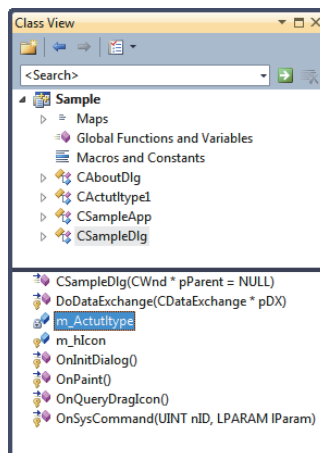 Class View
<Search>
Sample
Maps
Global Functions and Variables
Macros and Constants
CAboutDlg
CActutltype1
CSampleApp
CSampleDlg
CSampleDlg(CWnd * pParent = NULL)
DoDataExchange(CDataExchange * pDX)
m_Actutltype
m_hIcon
OnInitDialog()
OnPaint()
OnQueryDragIcon()
OnSysCommand(UINT nID, LPARAM lParam)